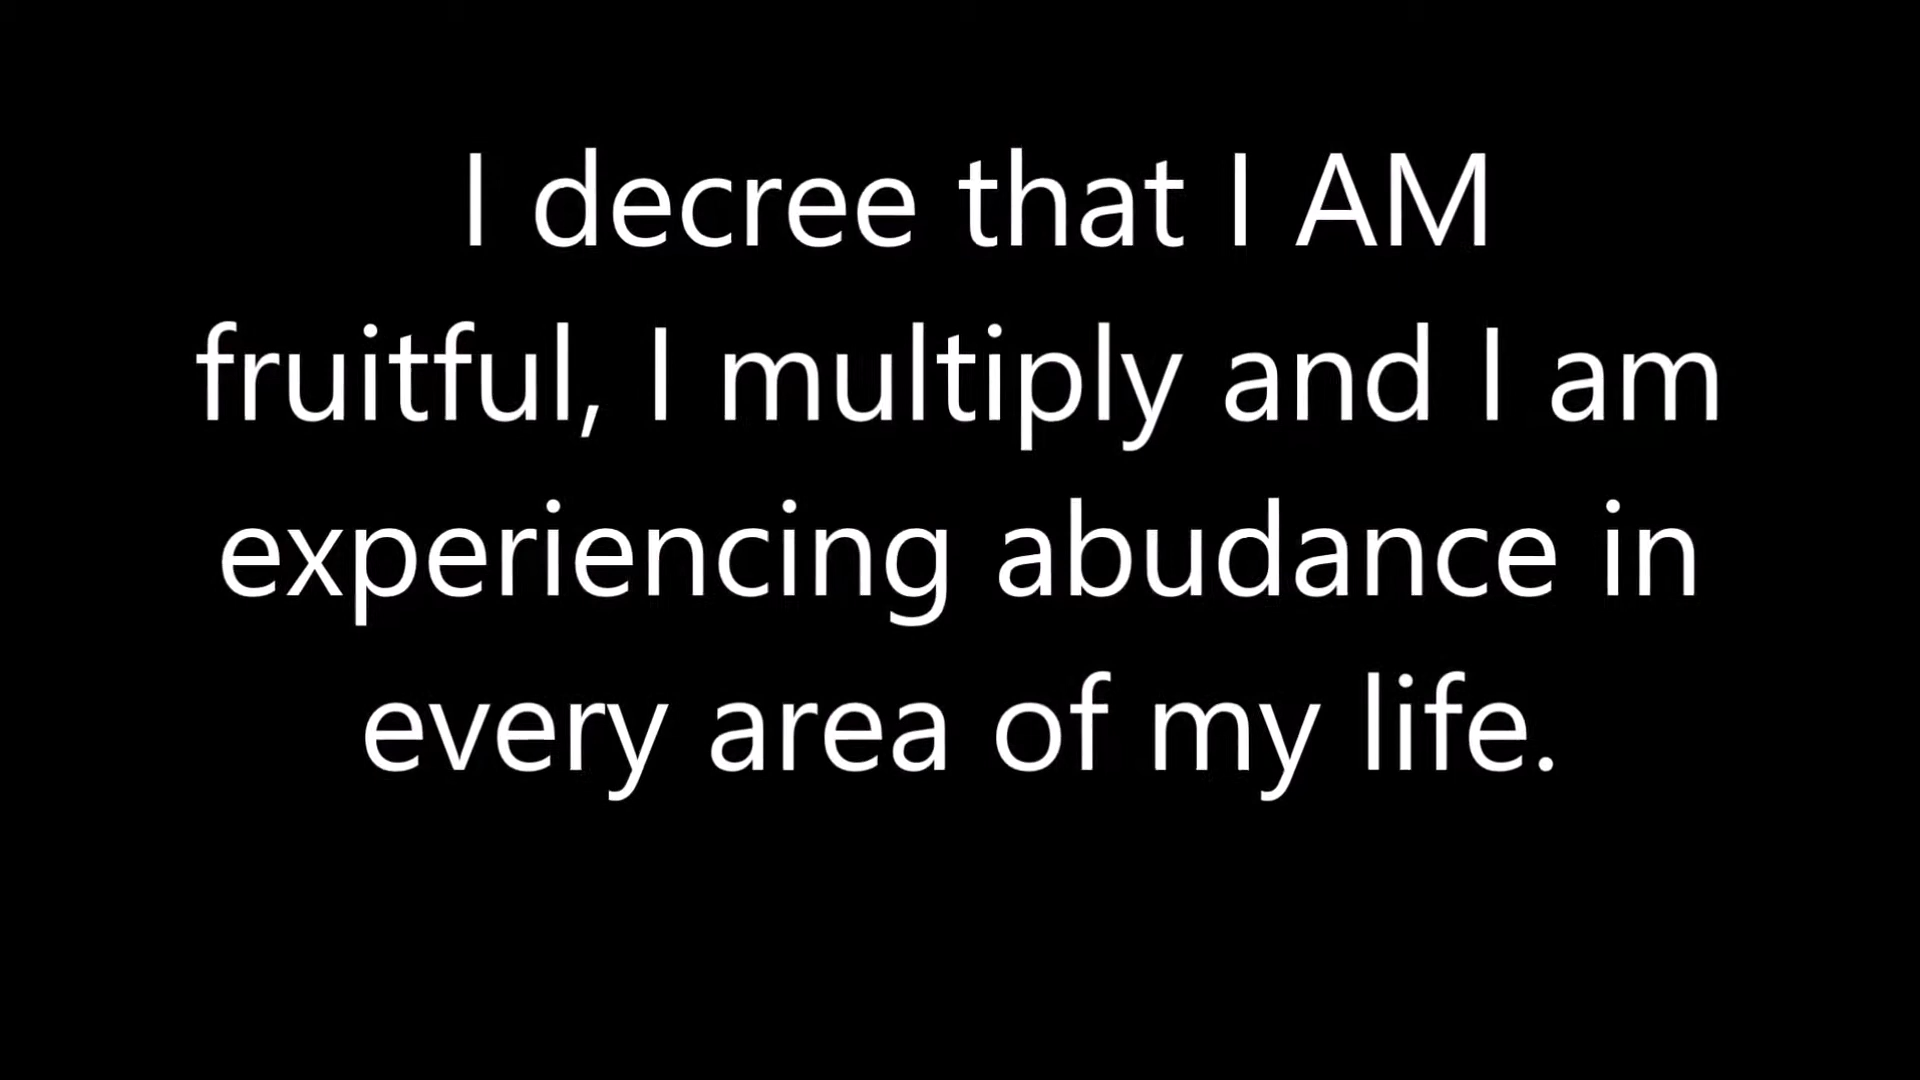 I decree that I AM
fruitful, I multiply and I am
experiencing abudance in
every area of my life.